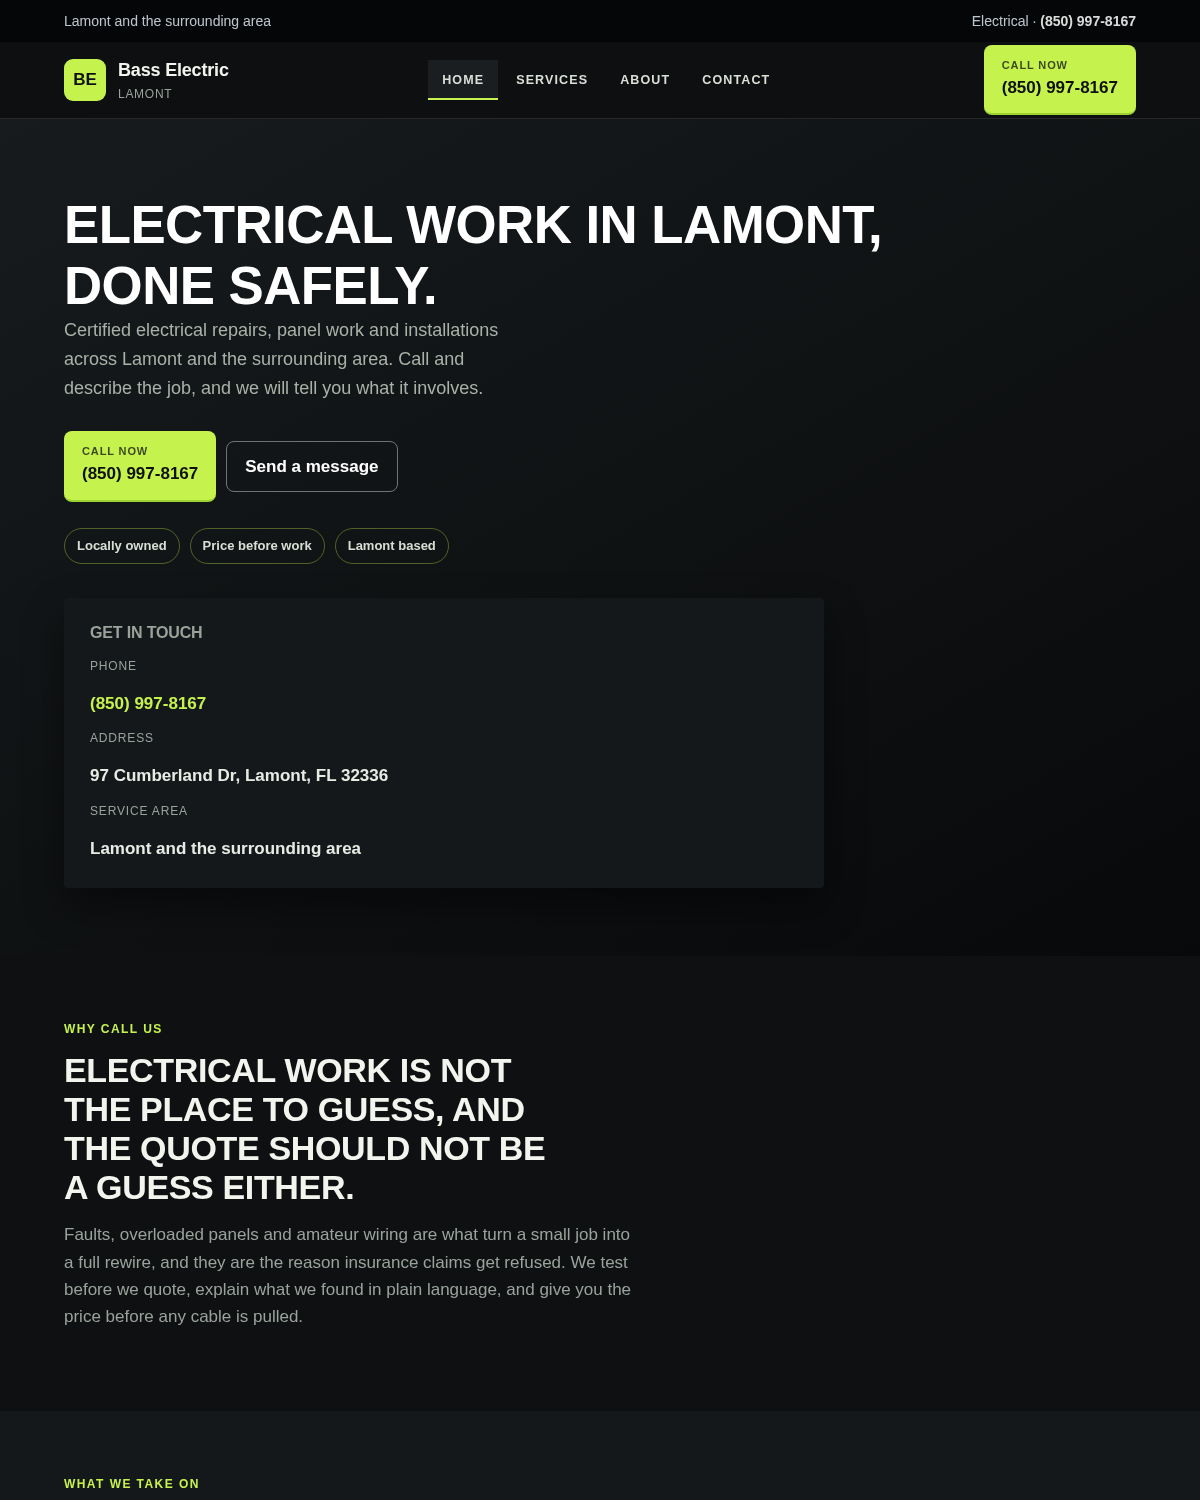 Lamont and the surrounding area
Electrical · (850) 997-8167
BE
Bass Electric
LAMONT
HOME
SERVICES
ABOUT
CONTACT
CALL NOW
(850) 997-8167
ELECTRICAL WORK IN LAMONT,
DONE SAFELY.
Certified electrical repairs, panel work and installations
across Lamont and the surrounding area. Call and
describe the job, and we will tell you what it involves.
CALL NOW
(850) 997-8167
Send a message
Locally owned
Price before work
Lamont based
GET IN TOUCH
PHONE
(850) 997-8167
ADDRESS
97 Cumberland Dr, Lamont, FL 32336
SERVICE AREA
Lamont and the surrounding area
WHY CALL US
ELECTRICAL WORK IS NOT
THE PLACE TO GUESS, AND
THE QUOTE SHOULD NOT BE
A GUESS EITHER.
Faults, overloaded panels and amateur wiring are what turn a small job into
a full rewire, and they are the reason insurance claims get refused. We test
before we quote, explain what we found in plain language, and give you the
price before any cable is pulled.
WHAT WE TAKE ON